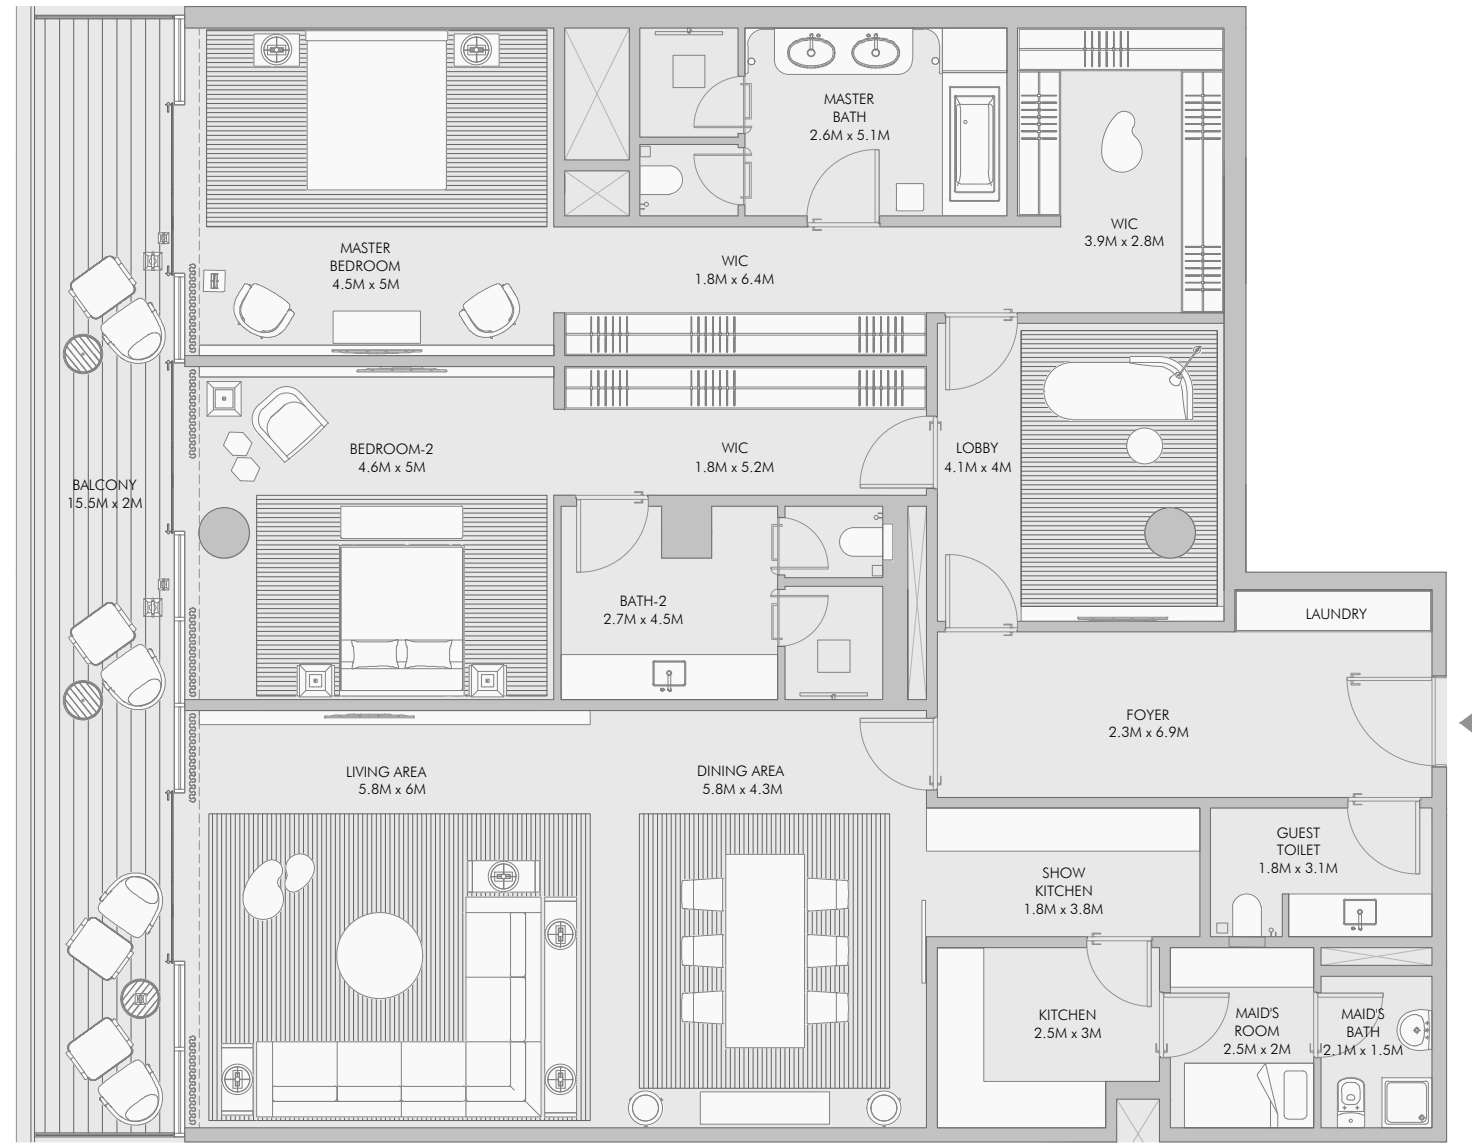 MASTER
BATH
2.6M x 5.1M
WIC
3.9M x 2.8M
MASTER
BEDROOM
4.5M x 5M
WIC
1.8M x 6.4M
BEDROOM-2
4.6M x 5M
WIC
1.8M x 5.2M
LOBBY
4.1M x 4M
BALCONY
15.5M x 2M
BATH-2
2.7M x 4.5M
LAUNDRY
FOYER
2.3M x 6.9M
LIVING AREA
5.8M x 6M
DINING AREA
5.8M x 4.3M
GUEST
TOILET
1.8M x 3.1M
SHOW
KITCHEN
1.8M x 3.8M
KITCHEN
2.5M x 3M
MAID'S
ROOM
2.5M x 2M
MAID'S
BATH
2.1M x 1.5M